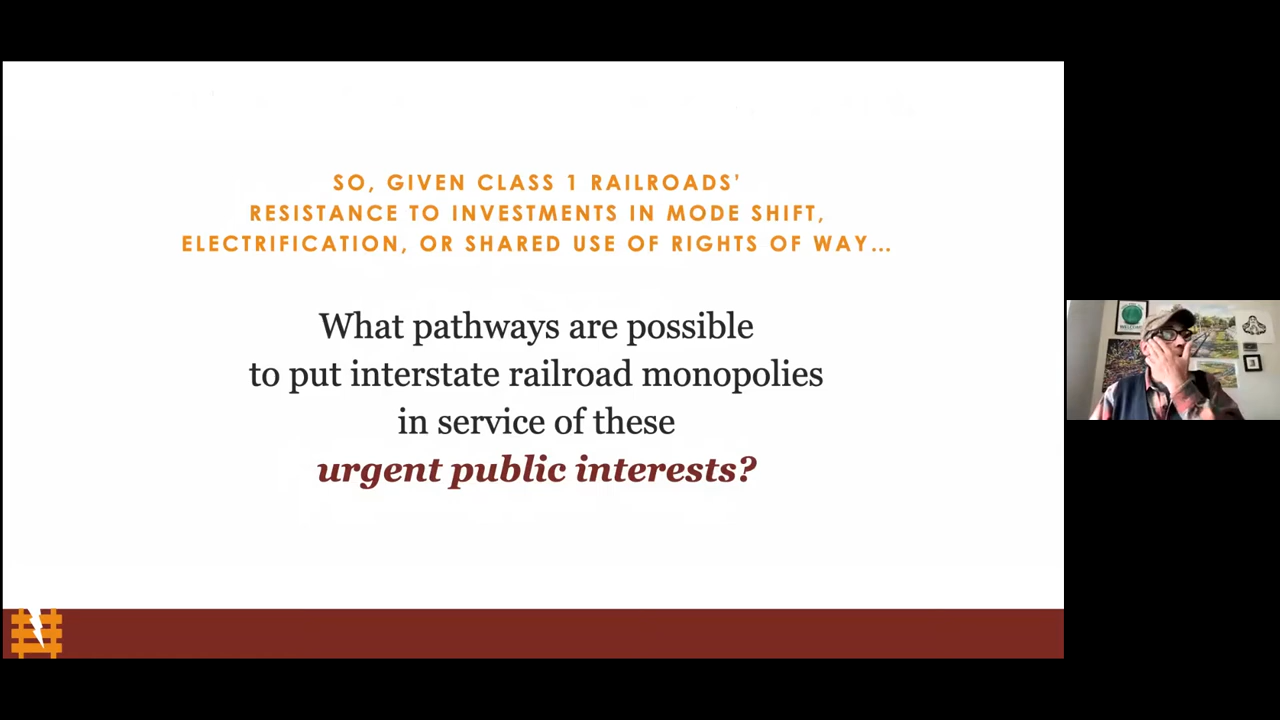 SO, GIVEN CLASS 1 RAILROADS'
RESISTANCE TO INVESTMENTS IN MODE SHIFT,
ELECTRIFICATION, OR SHARED USE OF RIGHTS OF WAY…
What pathways are possible
to put interstate railroad monopolies
in service of these
urgent public interests?